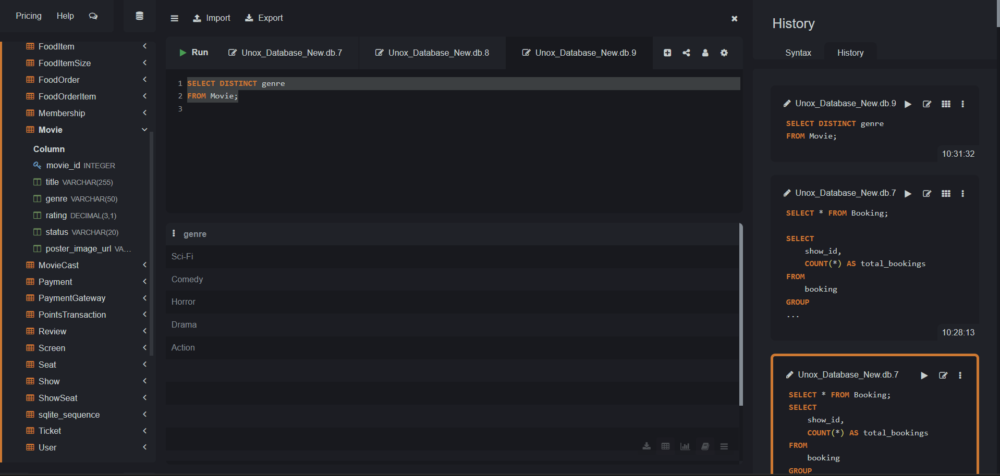 Pricing
Help
Import
Export
History
Run
Unox_Database_New.db.7
Unox_Database_New.db.8
Unox_Database_New.db.9
Syntax
History
FoodItem
FoodItemSize
FoodOrder
FoodOrderItem
Membership
Movie
Column
movie_id INTEGER
title VARCHAR(255)
genre VARCHAR(50)
rating DECIMAL(3,1)
status VARCHAR(20)
poster_image_url VA...
MovieCast
Payment
PaymentGateway
PointsTransaction
Review
Screen
Seat
Show
ShowSeat
sqlite_sequence
Ticket
User
1 SELECT DISTINCT genre
2 FROM Movie;
3
genre
Sci-Fi
Comedy
Horror
Drama
Action
Unox_Database_New.db.9
SELECT DISTINCT genre
FROM Movie;
10:31:32
Unox_Database_New.db.7
SELECT * FROM Booking;
SELECT
show_id,
COUNT(*) AS total_bookings
FROM
booking
GROUP
...
10:28:13
Unox_Database_New.db.7
SELECT * FROM Booking;
SELECT
show_id,
COUNT(*) AS total_bookings
FROM
booking
GROUP